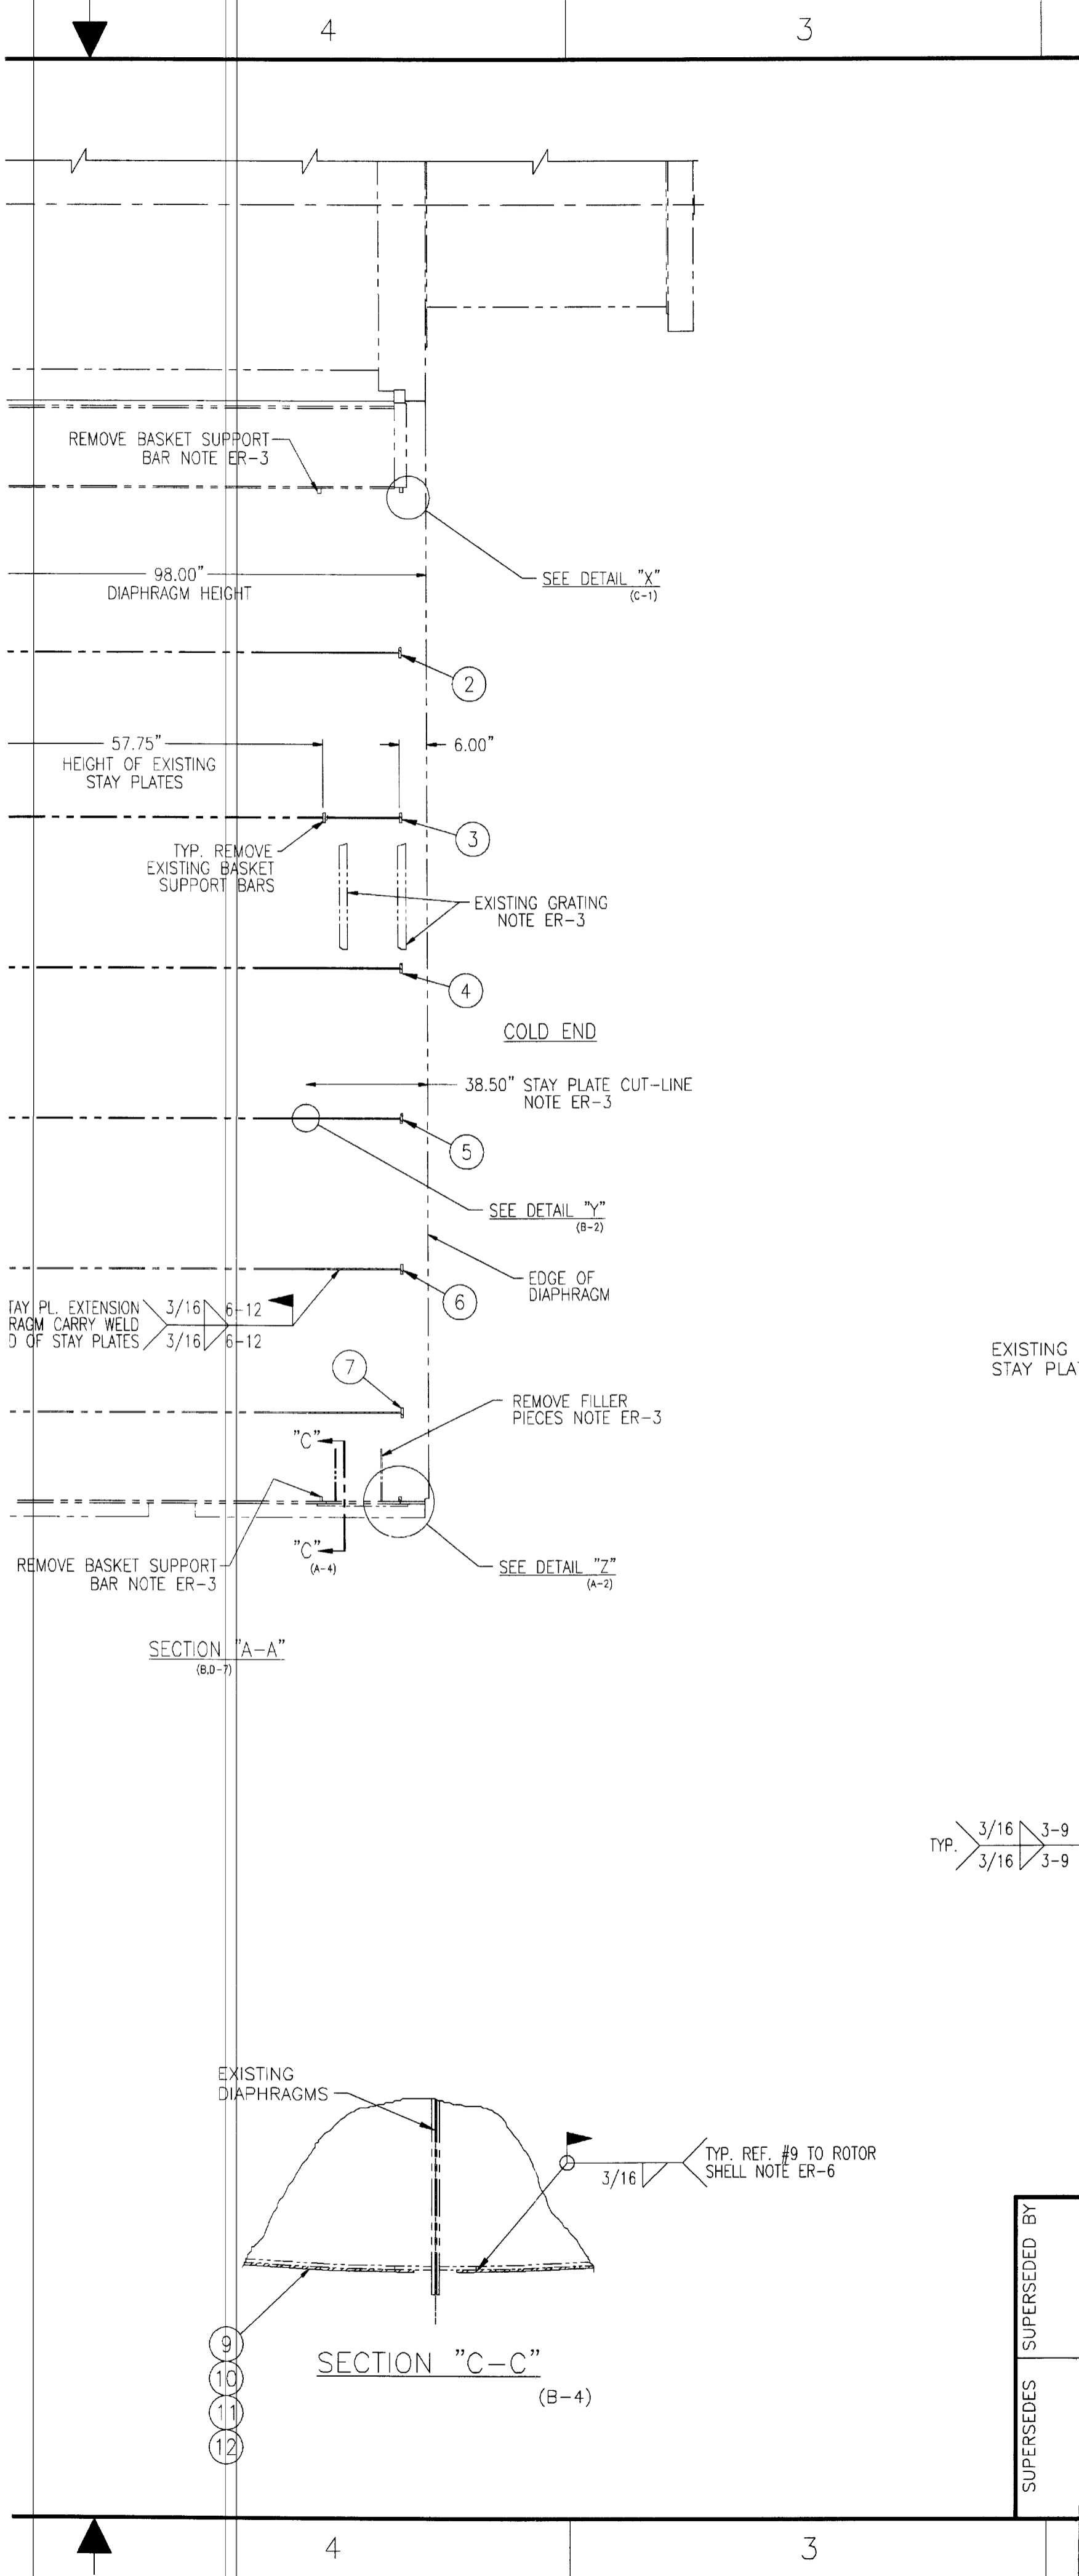 4
3
REMOVE BASKET SUPPORT
BAR NOTE ER-3
98.00"
DIAPHRAGM HEIGHT
SEE DETAIL "X"
(C-1)
2
57.75"
HEIGHT OF EXISTING
STAY PLATES
6.00"
TYP. REMOVE
EXISTING BASKET
SUPPORT BARS
3
EXISTING GRATING
NOTE ER-3
4
COLD END
38.50" STAY PLATE CUT-LINE
NOTE ER-3
5
SEE DETAIL "Y"
(B-2)
EDGE OF
DIAPHRAGM
6
TAY PL. EXTENSION
RAGM CARRY WELD
D OF STAY PLATES
3/16 6-12
3/16 6-12
EXISTING
STAY PLA
7
REMOVE FILLER
PIECES NOTE ER-3
"C"
"C"
(A-4)
REMOVE BASKET SUPPORT
BAR NOTE ER-3
SEE DETAIL "Z"
(A-2)
SECTION "A-A"
(B,D-7)
TYP.
3/16 3-9
3/16 3-9
EXISTING
DIAPHRAGMS
3/16
TYP. REF. #9 TO ROTOR
SHELL NOTE ER-6
9
10
11
12
SECTION "C-C"
(B-4)
SUPERSEDED BY
SUPERSEDES
4
3